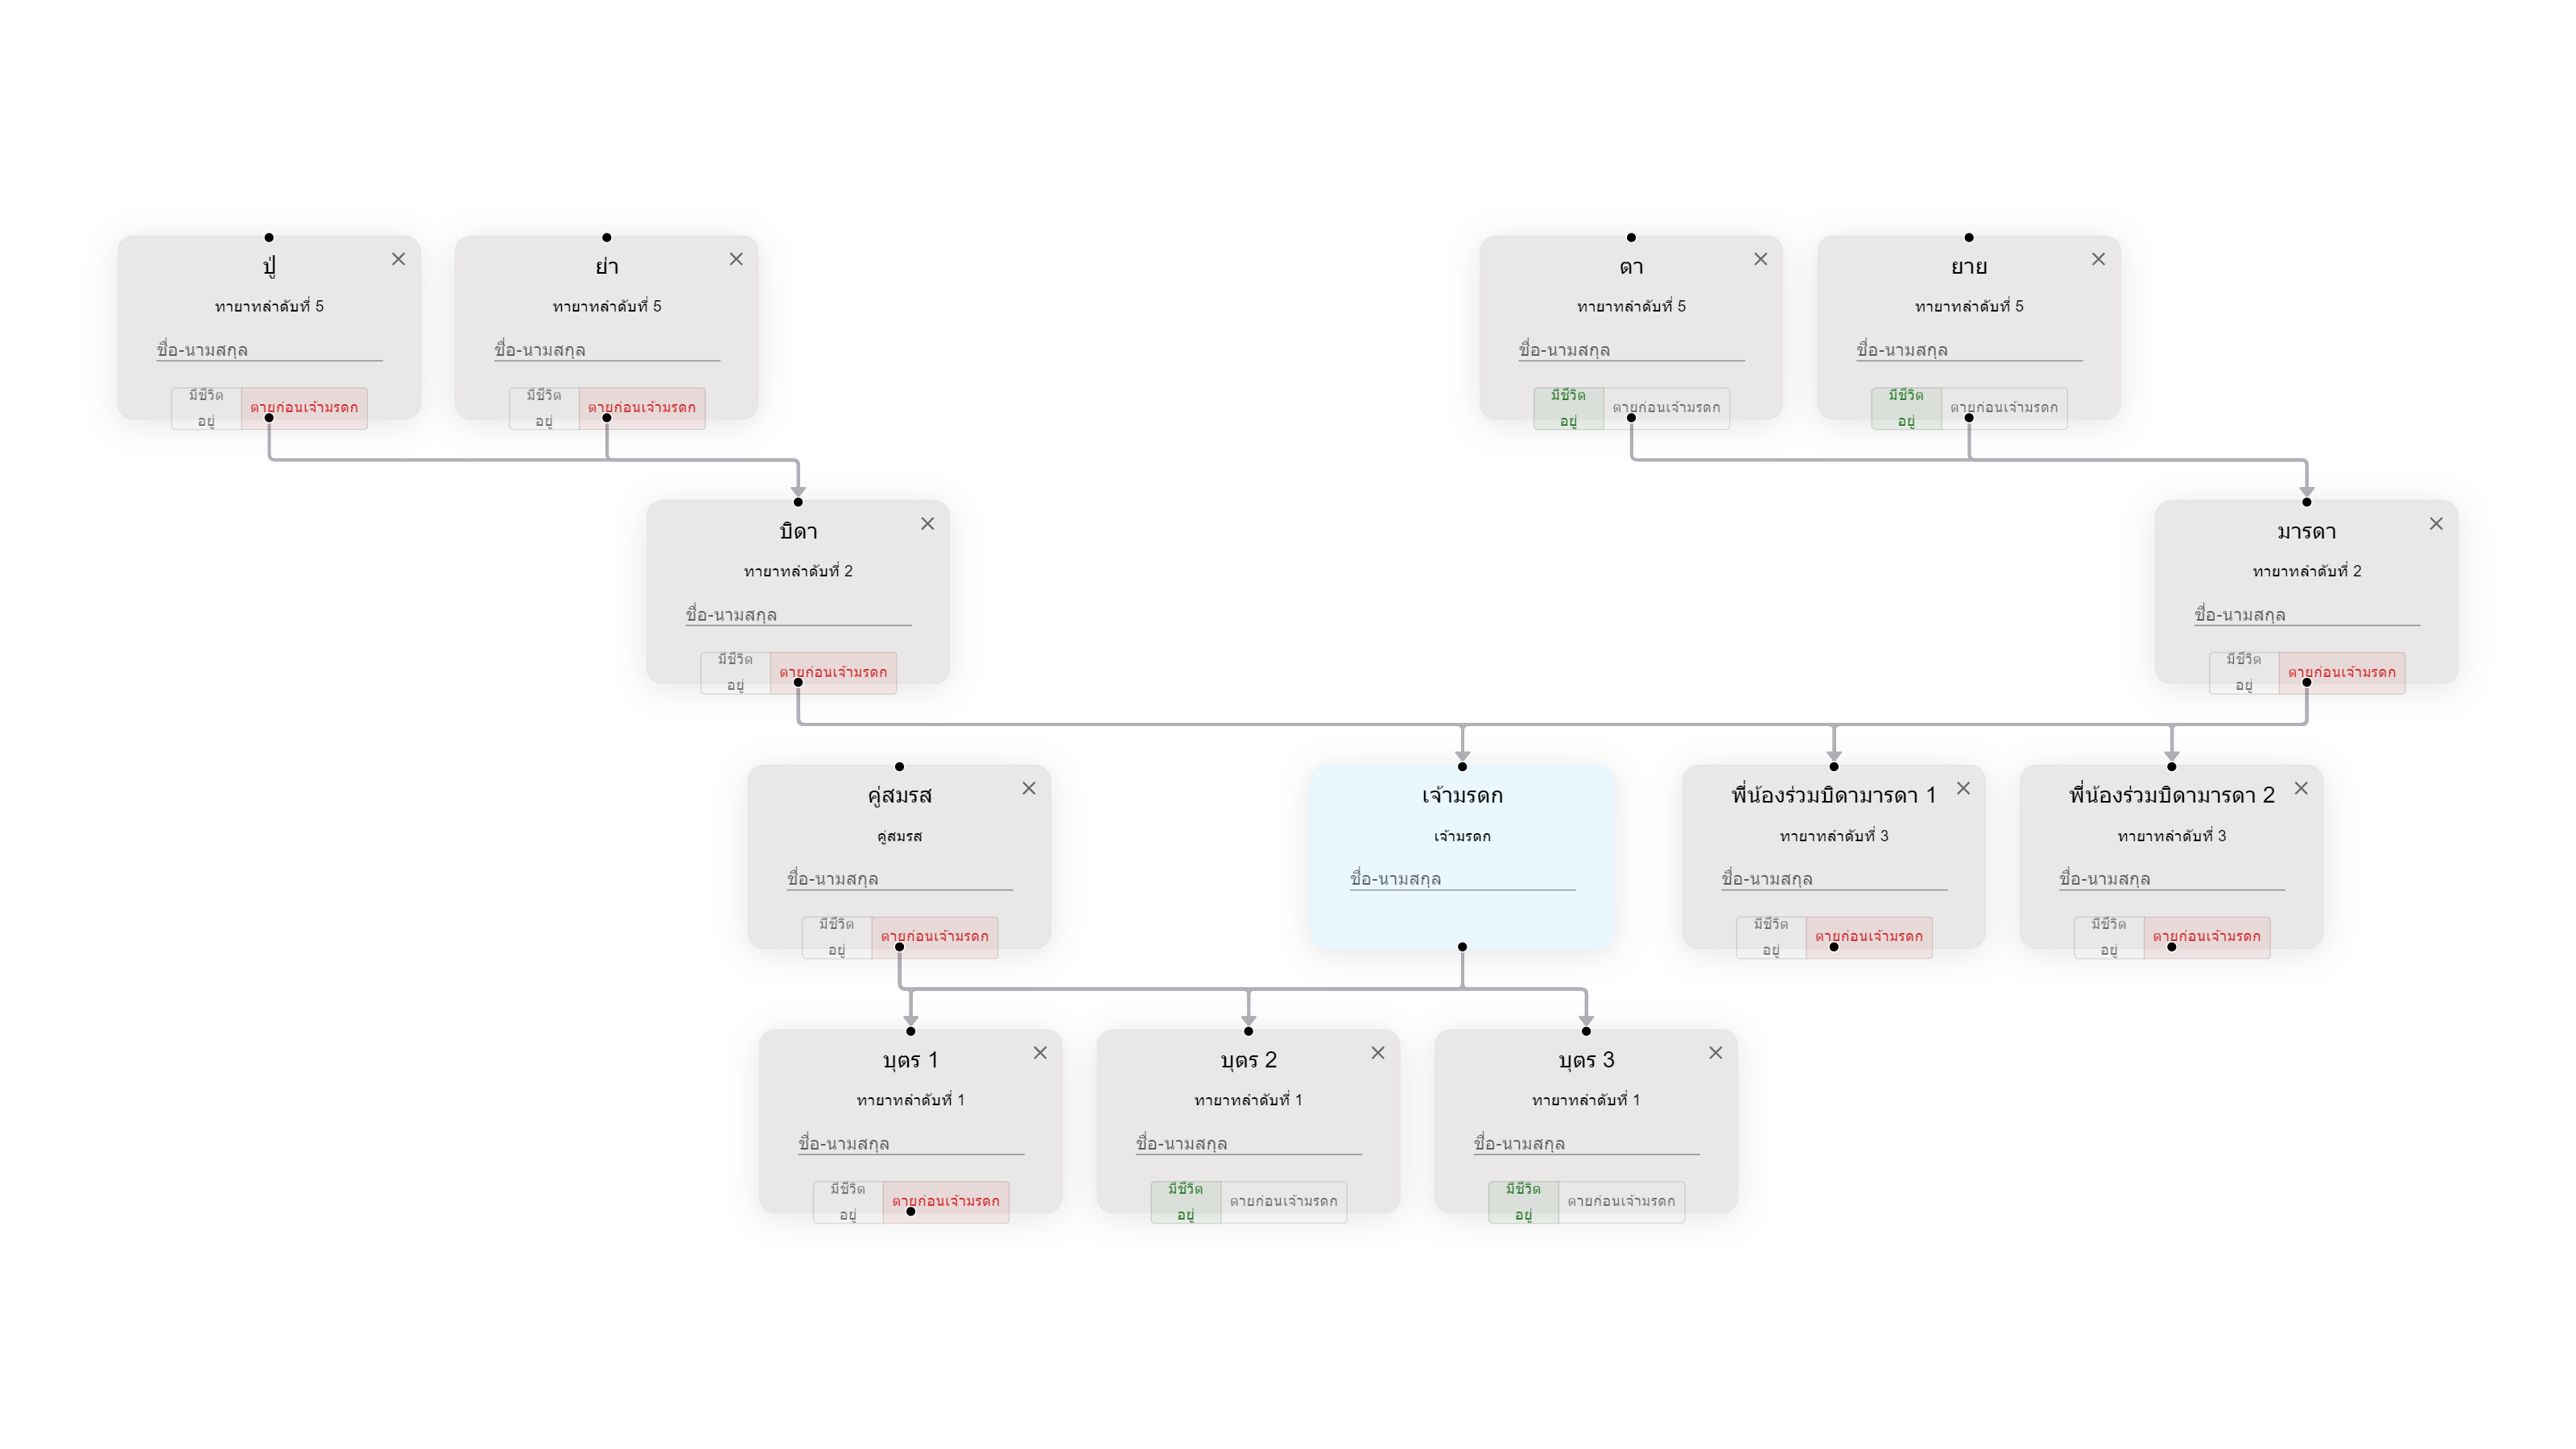 ปู่
ทายาทลำดับที่ 5
ชื่อ-นามสกุล
มีชีวิต
อยู่
ตายก่อนเจ้ามรดก
ย่า
ทายาทลำดับที่ 5
ชื่อ-นามสกุล
มีชีวิต
อยู่
ตายก่อนเจ้ามรดก
ตา
ทายาทลำดับที่ 5
ชื่อ-นามสกุล
มีชีวิต
อยู่
ตายก่อนเจ้ามรดก
ยาย
ทายาทลำดับที่ 5
ชื่อ-นามสกุล
มีชีวิต
อยู่
ตายก่อนเจ้ามรดก
บิดา
ทายาทลำดับที่ 2
ชื่อ-นามสกุล
มีชีวิต
อยู่
ตายก่อนเจ้ามรดก
มารดา
ทายาทลำดับที่ 2
ชื่อ-นามสกุล
มีชีวิต
อยู่
ตายก่อนเจ้ามรดก
คู่สมรส
คู่สมรส
ชื่อ-นามสกุล
มีชีวิต
อยู่
ตายก่อนเจ้ามรดก
เจ้ามรดก
เจ้ามรดก
ชื่อ-นามสกุล
พี่น้องร่วมบิดามารดา 1
ทายาทลำดับที่ 3
ชื่อ-นามสกุล
มีชีวิต
อยู่
ตายก่อนเจ้ามรดก
พี่น้องร่วมบิดามารดา 2
ทายาทลำดับที่ 3
ชื่อ-นามสกุล
มีชีวิต
อยู่
ตายก่อนเจ้ามรดก
บุตร 1
ทายาทลำดับที่ 1
ชื่อ-นามสกุล
มีชีวิต
อยู่
ตายก่อนเจ้ามรดก
บุตร 2
ทายาทลำดับที่ 1
ชื่อ-นามสกุล
มีชีวิต
อยู่
ตายก่อนเจ้ามรดก
บุตร 3
ทายาทลำดับที่ 1
ชื่อ-นามสกุล
มีชีวิต
อยู่
ตายก่อนเจ้ามรดก